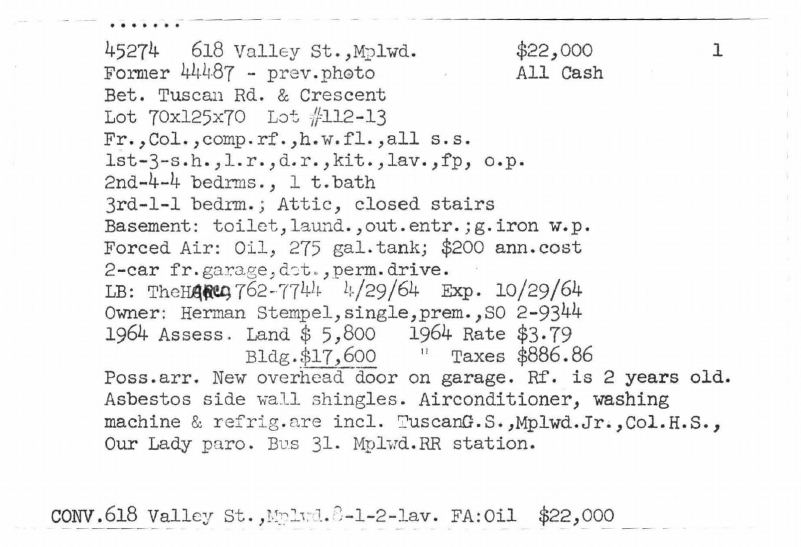 45274 618 Valley St.,Mplwd. $22,000 1
Former 44487 - prev.photo All Cash
Bet. Tuscan Rd. & Crescent
Lot 70x125x70 Lot #112-13
Fr.,Col.,comp.rf.,h.w.fl.,all s.s.
1st-3-s.h.,l.r.,d.r.,kit.,lav.,fp, o.p.
2nd-4-4 bedrms., 1 t.bath
3rd-1-1 bedrm.; Attic, closed stairs
Basement: toilet,laund.,out.entr.;g.iron w.p.
Forced Air: Oil, 275 gal.tank; $200 ann.cost
2-car fr.garage,det.,perm.drive.
LB: The 762-7744 4/29/64 Exp. 10/29/64
Owner: Herman Stempel,single,prem.,SO 2-9344
1964 Assess. Land $ 5,800 1964 Rate $3.79
Bldg.$17,600 " Taxes $886.86
Poss.arr. New overhead door on garage. Rf. is 2 years old.
Asbestos side wall shingles. Airconditioner, washing
machine & refrig.are incl. TuscanG.S.,Mplwd.Jr.,Col.H.S.,
Our Lady paro. Bus 31. Mplwd.RR station.
CONV.618 Valley St.,Mplwd.8-1-2-lav. FA:Oil $22,000